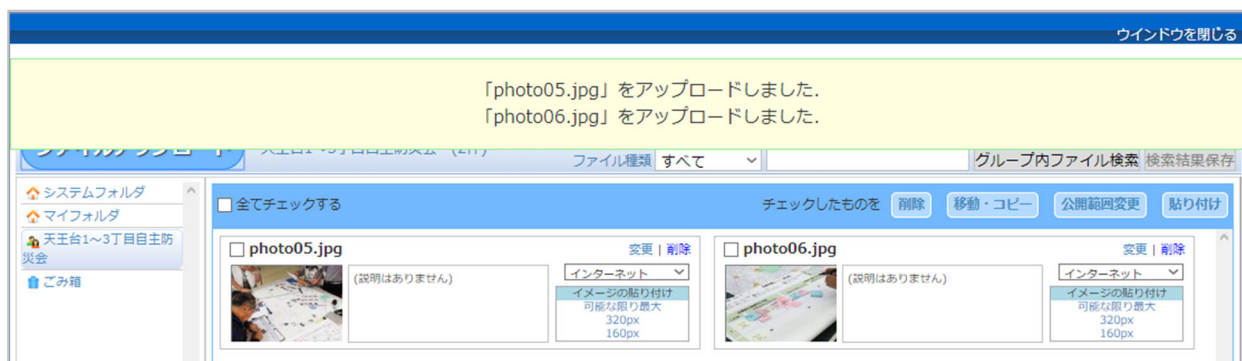 ウインドウを閉じる
「photo05.jpg」をアップロードしました.
「photo06.jpg」をアップロードしました.
ファイル種類 すべて グループ内ファイル検索 検索結果保存
システムフォルダ
マイフォルダ
天王台1～3丁目自主防
災会
ごみ箱
全てチェックする チェックしたものを 削除 移動・コピー 公開範囲変更 貼り付け
photo05.jpg 変更 | 削除
(説明はありません)
インターネット
イメージの貼り付け
可能な限り最大
320px
160px
photo06.jpg 変更 | 削除
(説明はありません)
インターネット
イメージの貼り付け
可能な限り最大
320px
160px